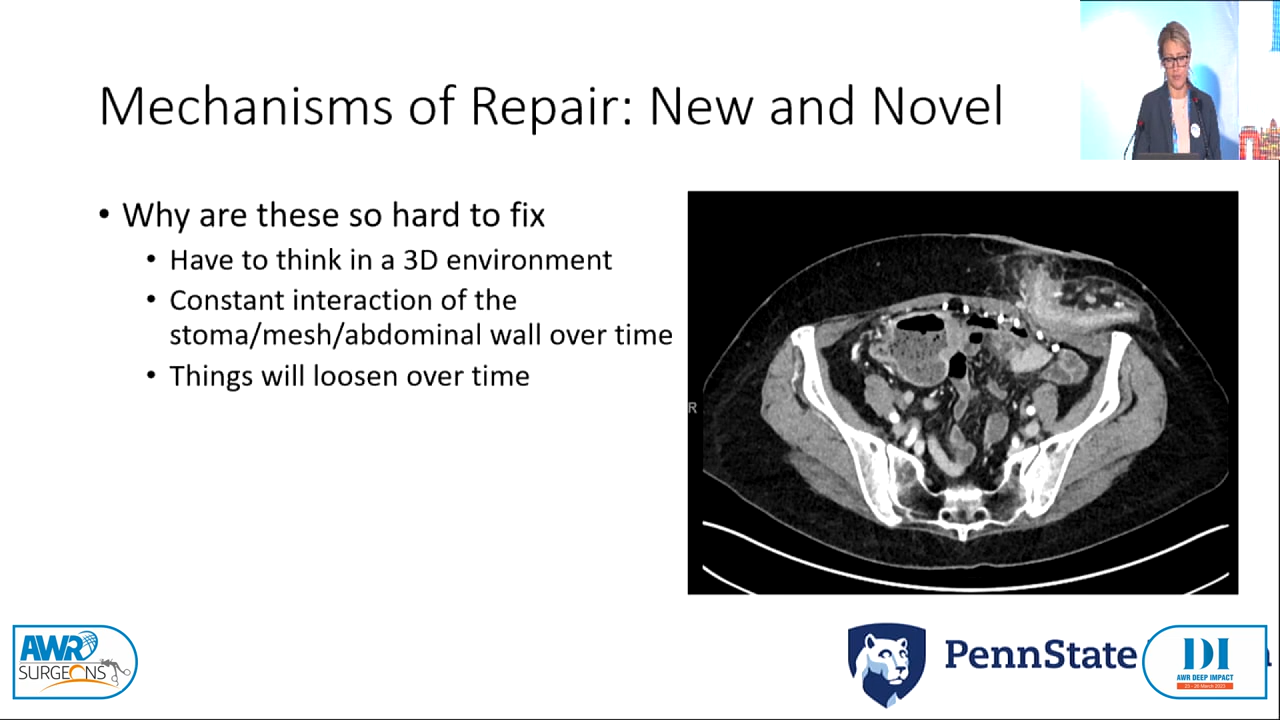 Mechanisms of Repair: New and Novel
• Why are these so hard to fix
• Have to think in a 3D environment
• Constant interaction of the
stoma/mesh/abdominal wall over time
• Things will loosen over time
R
AWR
SURGEONS
PennState
DI
AWR DEEP IMPACT